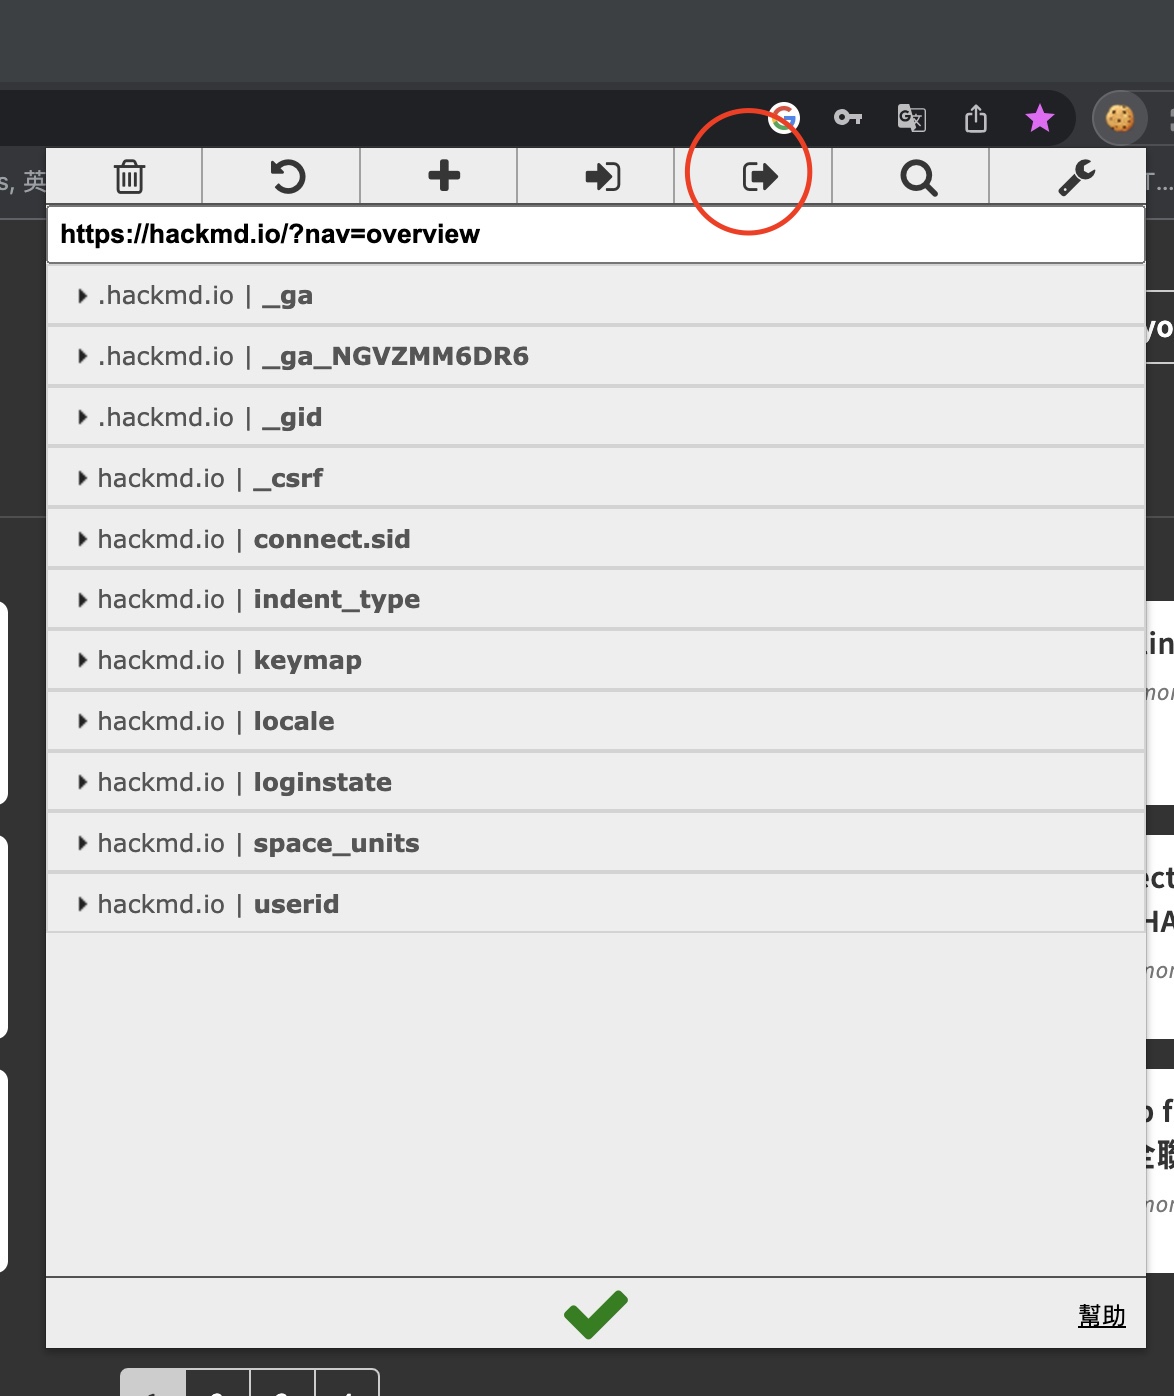 s, 英
T...
https://hackmd.io/?nav=overview
.hackmd.io | _ga
.hackmd.io | _ga_NGVZMM6DR6
.hackmd.io | _gid
hackmd.io | _csrf
hackmd.io | connect.sid
hackmd.io | indent_type
hackmd.io | keymap
hackmd.io | locale
hackmd.io | loginstate
hackmd.io | space_units
hackmd.io | userid
幫助